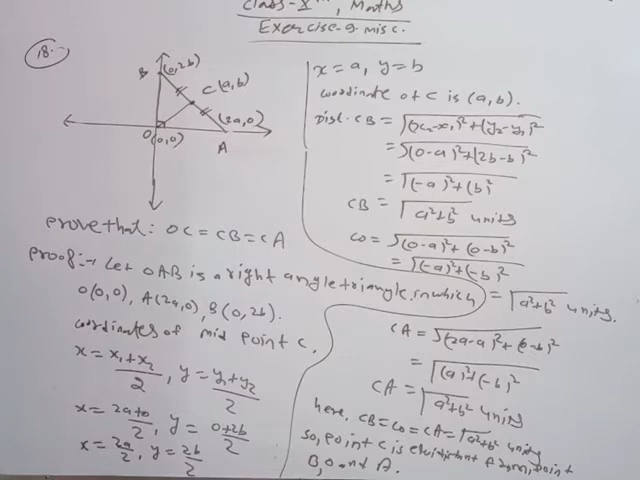 Class-Xth, Maths
Exercise-9 misc.
18:-
B (0,2b)
C (a,b)
(2a,0)
O (0,0)
A
prove that: OC = CB = CA
Proof:- Let OAB is a right angle triangle, in which
O(0,0), A(2a,0), B(0,2b).
Coordinates of mid point C.
x = x₁+x₂/2, y = y₁+y₂/2
x = 2a+0/2, y = 0+2b/2
x = 2a/2, y = 2b/2
x = a, y = b
Coordinate of C is (a,b).
Dist. CB = √(x₂-x₁)²+(y₂-y₁)²
= √(0-a)²+(2b-b)²
= √(-a)²+(b)²
CB = √a²+b² units
CO = √(0-a)²+(0-b)²
= √(-a)²+(-b)²
= √a²+b² units.
CA = √(2a-a)²+(0-b)²
= √(a)²+(-b)²
CA = √a²+b² units
here, CB=CO=CA=√a²+b² units
So, point C is from point
B, O and A.